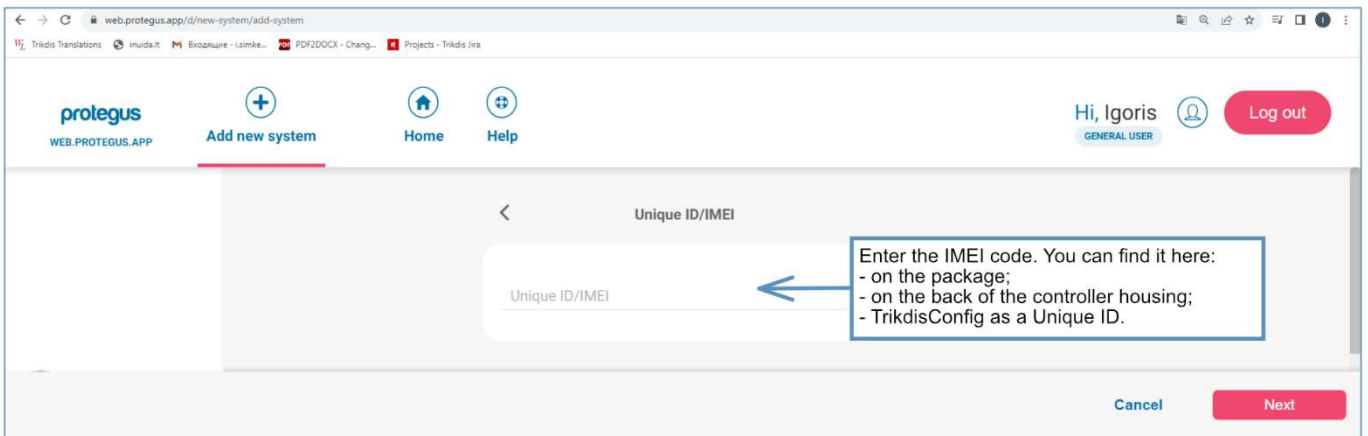 web.protegus.app/d/new-system/add-system
Trikdis Translations inuida.lt Входящие - i.simke... PDF2DOCX - Chang... Projects - Trikdis Jira
protegus
WEB.PROTEGUS.APP
Add new system
Home
Help
Hi, Igoris
GENERAL USER
Log out
Unique ID/IMEI
Unique ID/IMEI
Enter the IMEI code. You can find it here:
- on the package;
- on the back of the controller housing;
- TrikdisConfig as a Unique ID.
Cancel
Next